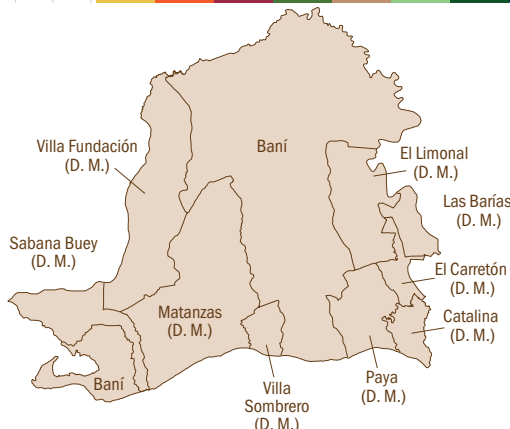 Villa Fundación
(D. M.)
Baní
El Limonal
(D. M.)
Las Barías
(D. M.)
Sabana Buey
(D. M.)
El Carretón
(D. M.)
Matanzas
(D. M.)
Catalina
(D. M.)
Baní
Villa
Sombrero
(D. M.)
Paya
(D. M.)